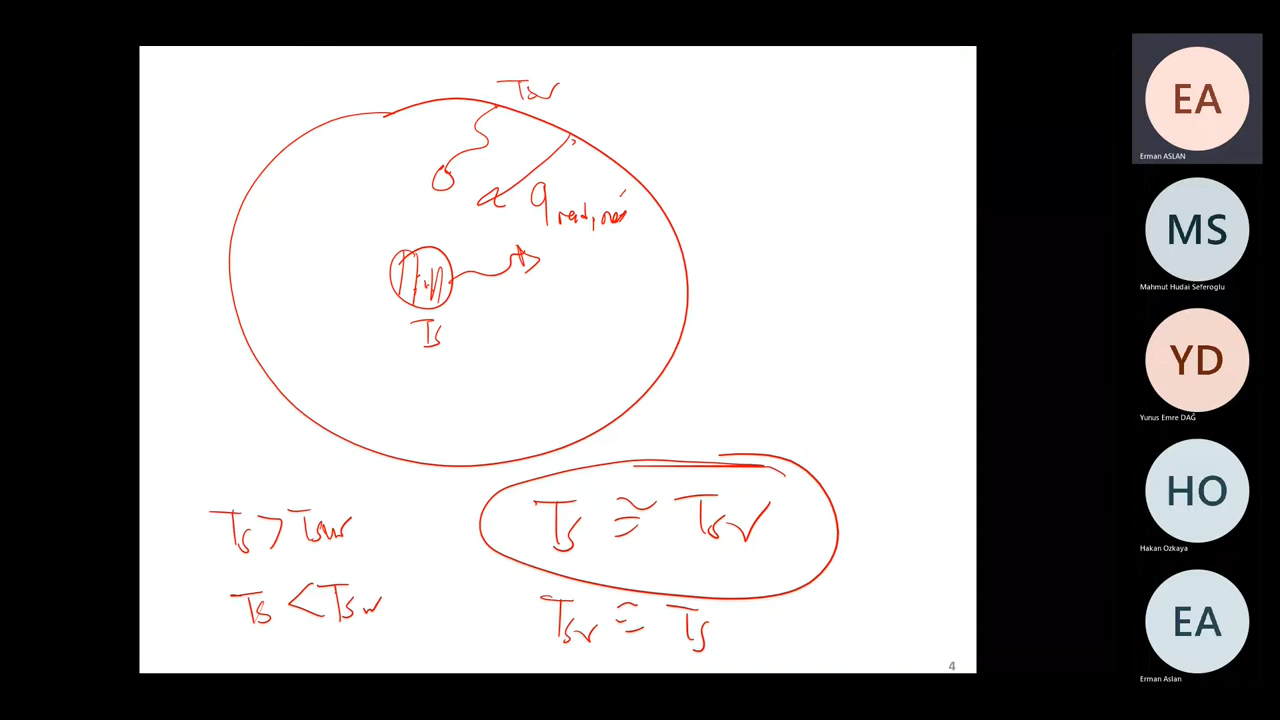 Tsur
q rad, net
Ts
Ts > Tsur
Ts < Tsur
Ts ≅ Tsur
Tsur ≅ Ts
4
EA
Erman ASLAN
MS
Mahmut Hudai Seferoglu
YD
Yunus Emre DAĞ
HO
Hakan Ozkaya
EA
Erman Aslan